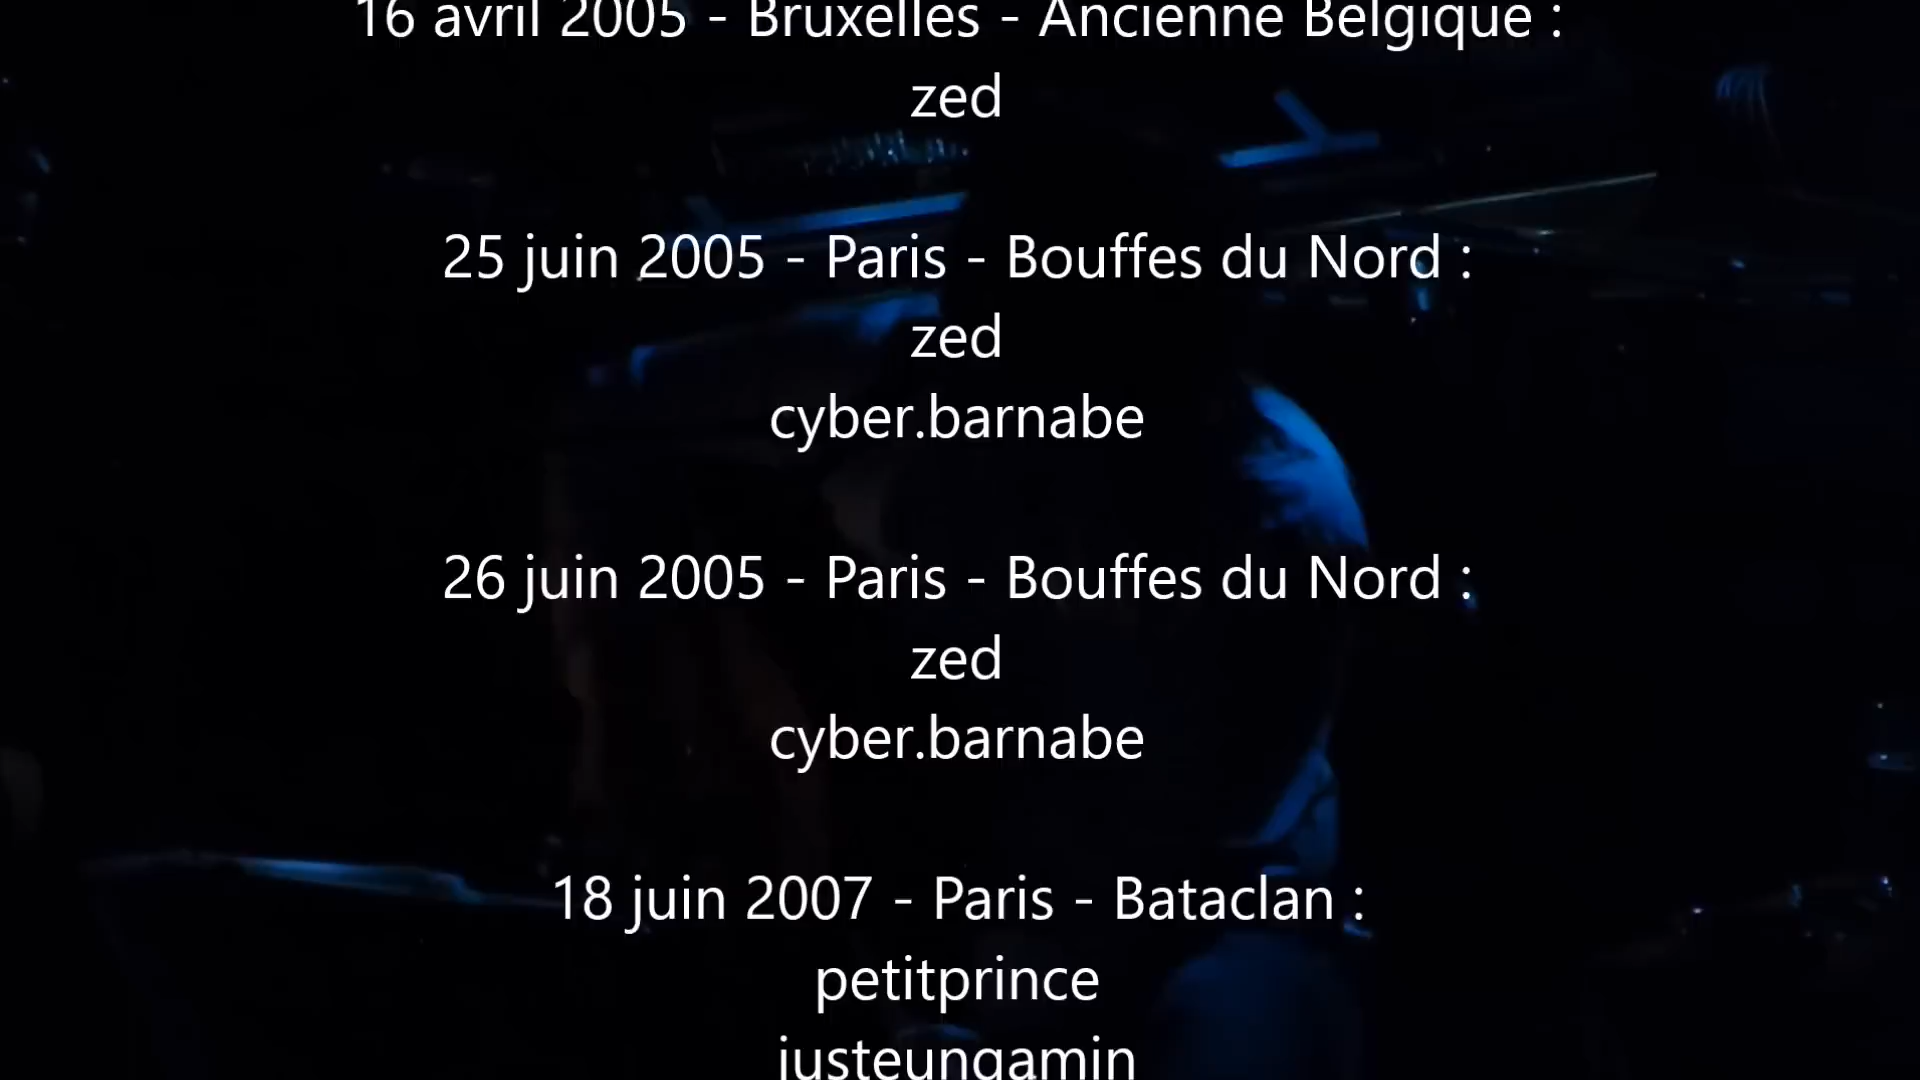 16 avril 2005 - Bruxelles - Ancienne Belgique :
zed
25 juin 2005 - Paris - Bouffes du Nord :
zed
cyber.barnabe
26 juin 2005 - Paris - Bouffes du Nord :
zed
cyber.barnabe
18 juin 2007 - Paris - Bataclan :
petitprince
justeungamin